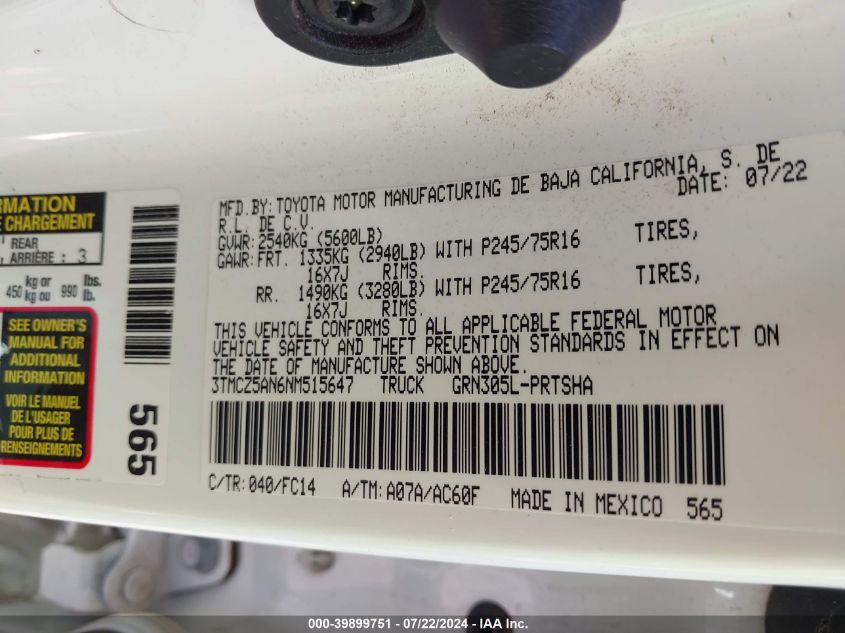 RMATION
E CHARGEMENT
REAR
ARRIÈRE : 3
kg or lbs.
450 kg ou 990 lb.
SEE OWNER'S
MANUAL FOR
ADDITIONAL
INFORMATION
VOIR LE MANUEL
DE L'USAGER
POUR PLUS DE
RENSEIGNEMENTS
565
MFD.BY: TOYOTA MOTOR MANUFACTURING DE BAJA CALIFORNIA, S. DE
R.L. DE C.V. DATE: 07/22
GVWR: 2540KG (5600LB)
GAWR: FRT. 1335KG (2940LB) WITH P245/75R16 TIRES,
16X7J RIMS.
RR. 1490KG (3280LB) WITH P245/75R16 TIRES,
16X7J RIMS.
THIS VEHICLE CONFORMS TO ALL APPLICABLE FEDERAL MOTOR
VEHICLE SAFETY AND THEFT PREVENTION STANDARDS IN EFFECT ON
THE DATE OF MANUFACTURE SHOWN ABOVE.
3TMCZ5AN6NM515647 TRUCK GRN305L-PRTSHA
C/TR: 040/FC14 A/TM: A07A/AC60F MADE IN MEXICO 565
000-39899751 / 07/22/2024 - IAA Inc.